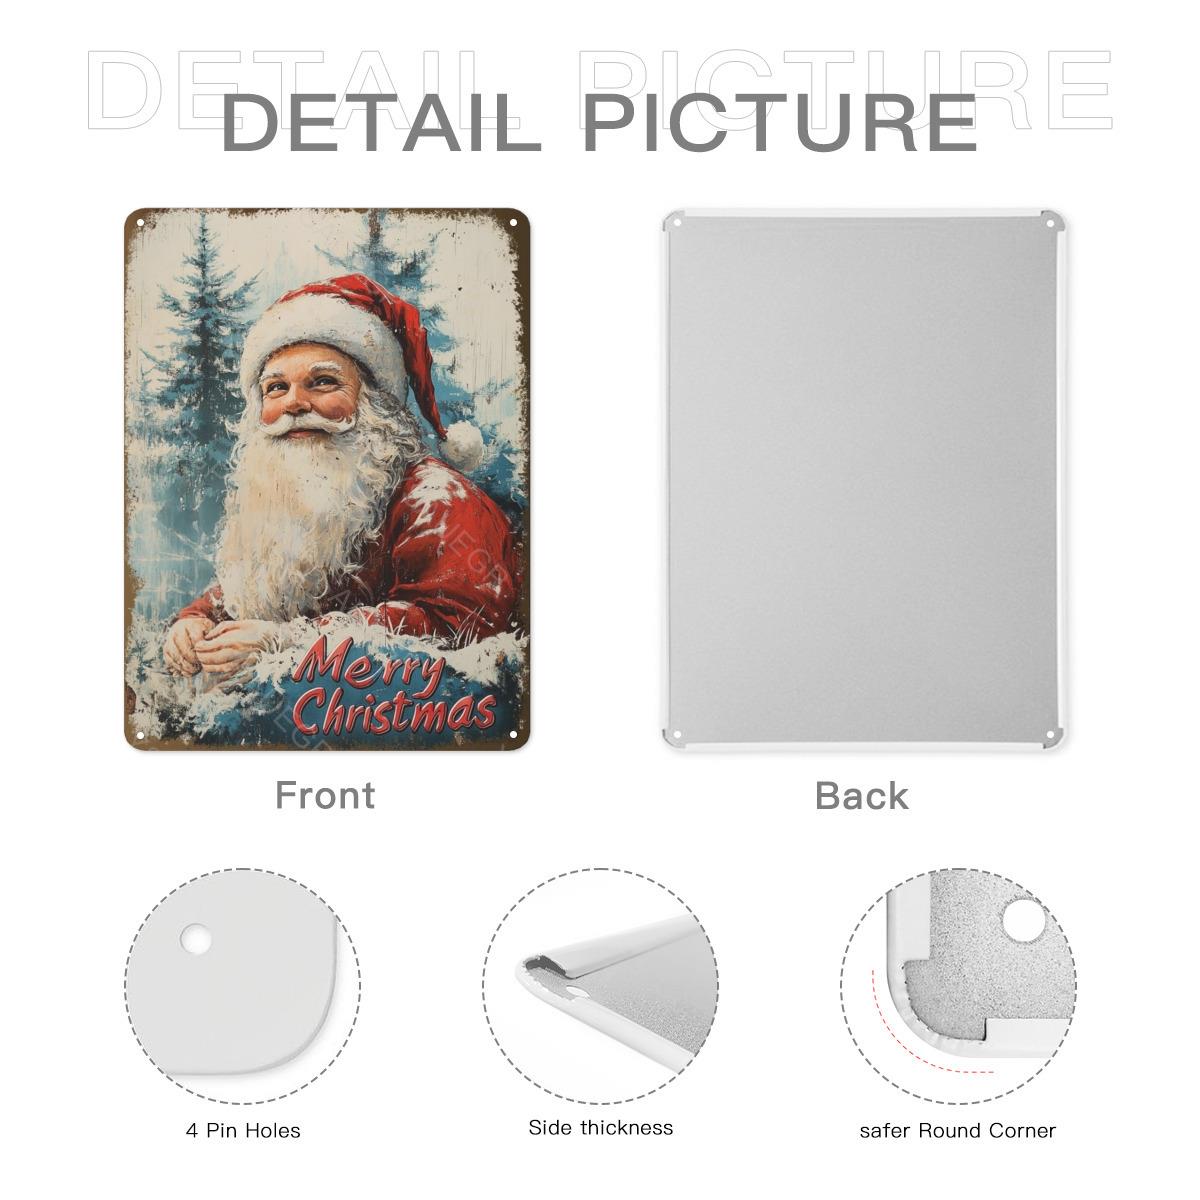 DETAIL PICTURE
DETAIL PICTURE
Merry
Christmas
Front
Back
4 Pin Holes
Side thickness
safer Round Corner